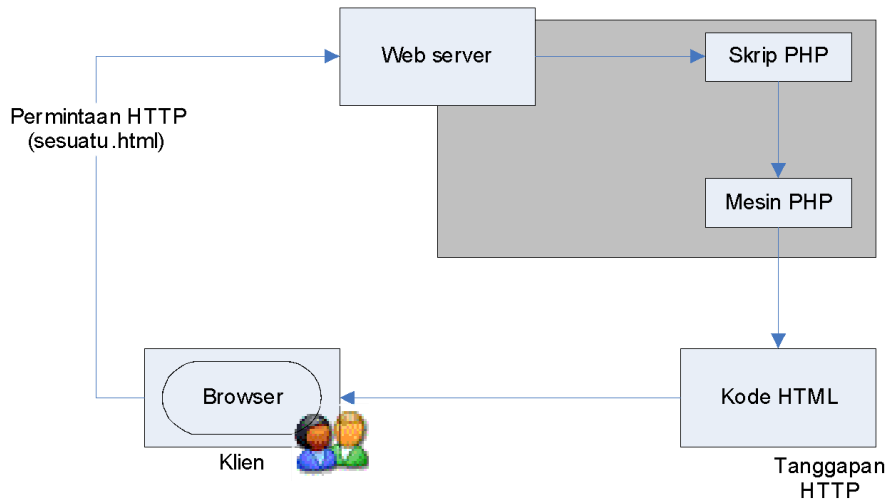 Web server
Skrip PHP
Permintaan HTTP
(sesuatu.html)
Mesin PHP
Browser
Kode HTML
Klien
Tanggapan
HTTP